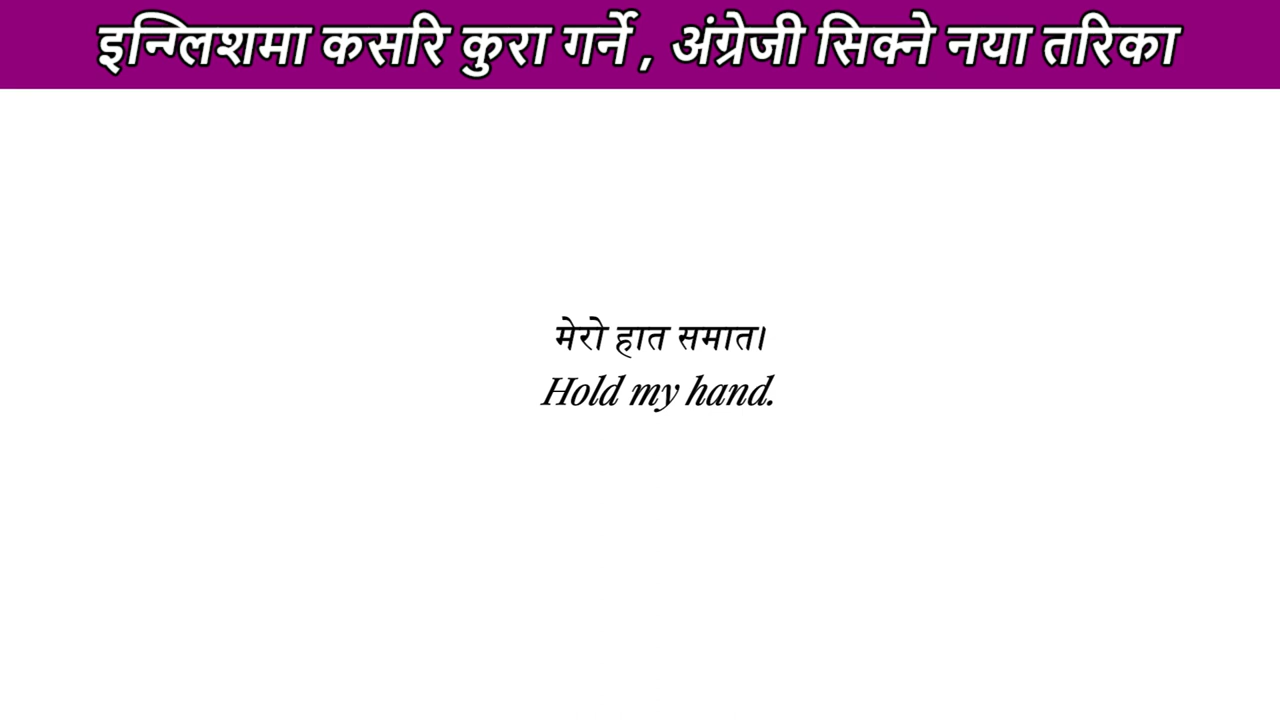 इन्ग्लिशमा कसरि कुरा गर्ने , अंग्रेजी सिक्ने नया तरिका
मेरो हात समात।
Hold my hand.